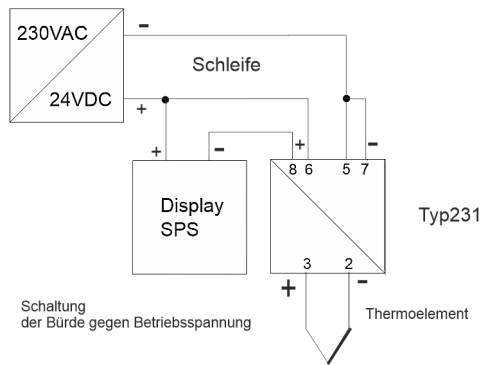 230VAC
-
Schleife
24VDC
+
+
-
+
-
8 6 5 7
Display
SPS
Typ231
3 2
+
-
Schaltung
der Bürde gegen Betriebsspannung
Thermoelement